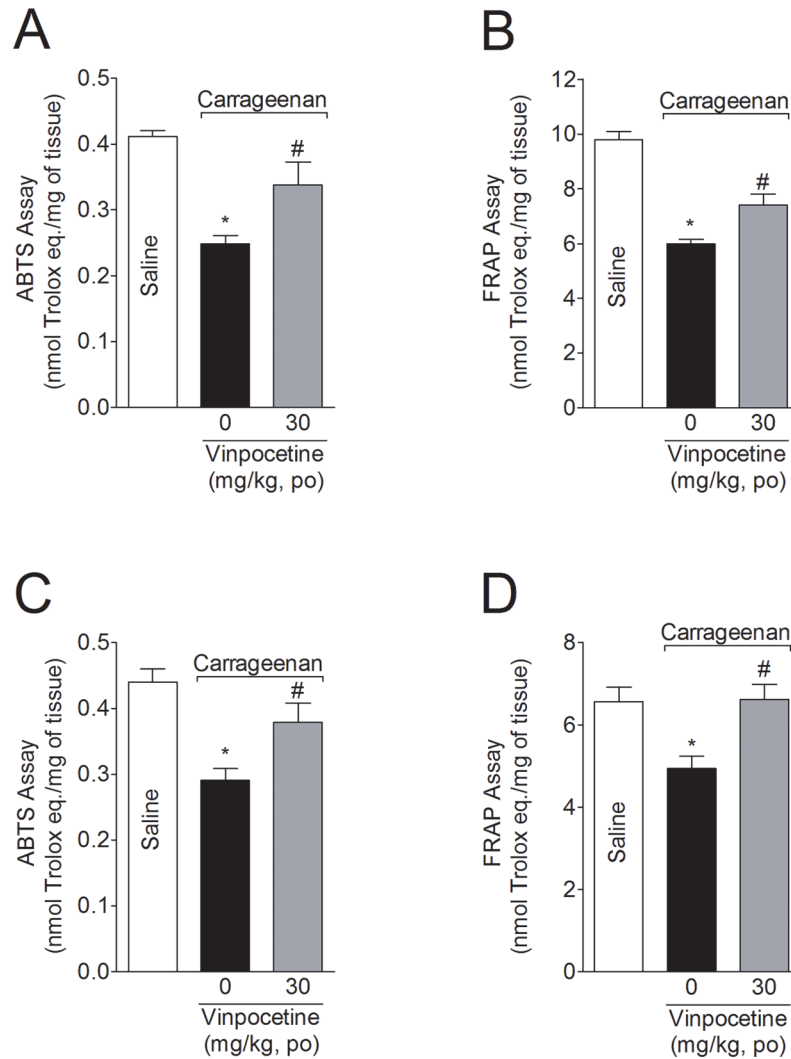 A
ABTS Assay
(nmol Trolox eq./mg of tissue)
0.5
0.4
0.3
0.2
0.1
0.0
Carrageenan
Saline
*
#
0 30
Vinpocetine
(mg/kg, po)
B
FRAP Assay
(nmol Trolox eq./mg of tissue)
12
10
8
6
4
2
0
Carrageenan
Saline
*
#
0 30
Vinpocetine
(mg/kg, po)
C
ABTS Assay
(nmol Trolox eq./mg of tissue)
0.5
0.4
0.3
0.2
0.1
0.0
Carrageenan
Saline
*
#
0 30
Vinpocetine
(mg/kg, po)
D
FRAP Assay
(nmol Trolox eq./mg of tissue)
8
6
4
2
0
Carrageenan
Saline
*
#
0 30
Vinpocetine
(mg/kg, po)